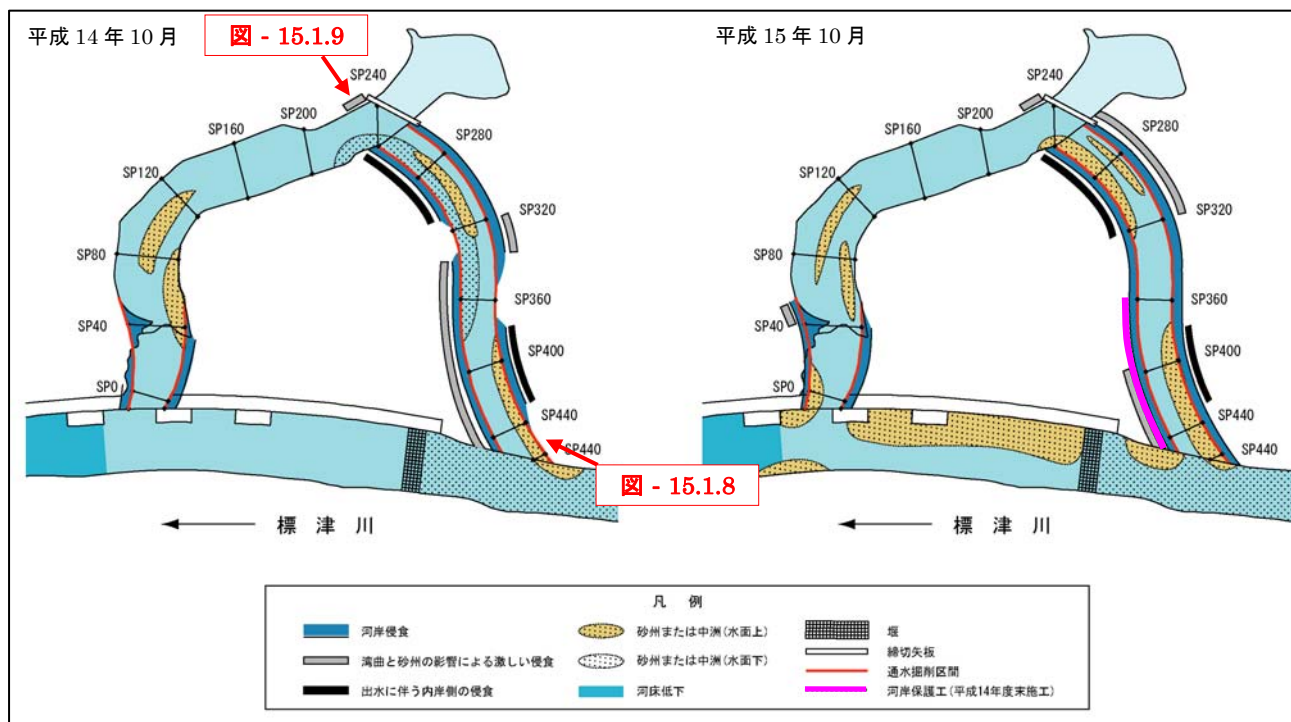 平成 14 年 10 月
図 - 15.1.9
SP240
SP200
SP160
SP120
SP80
SP40
SP0
SP280
SP320
SP360
SP400
SP440
SP440
図 - 15.1.8
標 津 川
平成 15 年 10 月
SP240
SP200
SP160
SP120
SP80
SP40
SP0
SP280
SP320
SP360
SP400
SP440
SP440
標 津 川
凡 例
河岸侵食
湾曲と砂州の影響による激しい侵食
出水に伴う内岸側の侵食
砂州または中洲(水面上)
砂州または中洲(水面下)
河床低下
堰
締切矢板
通水掘削区間
河岸保護工(平成14年度末施工)